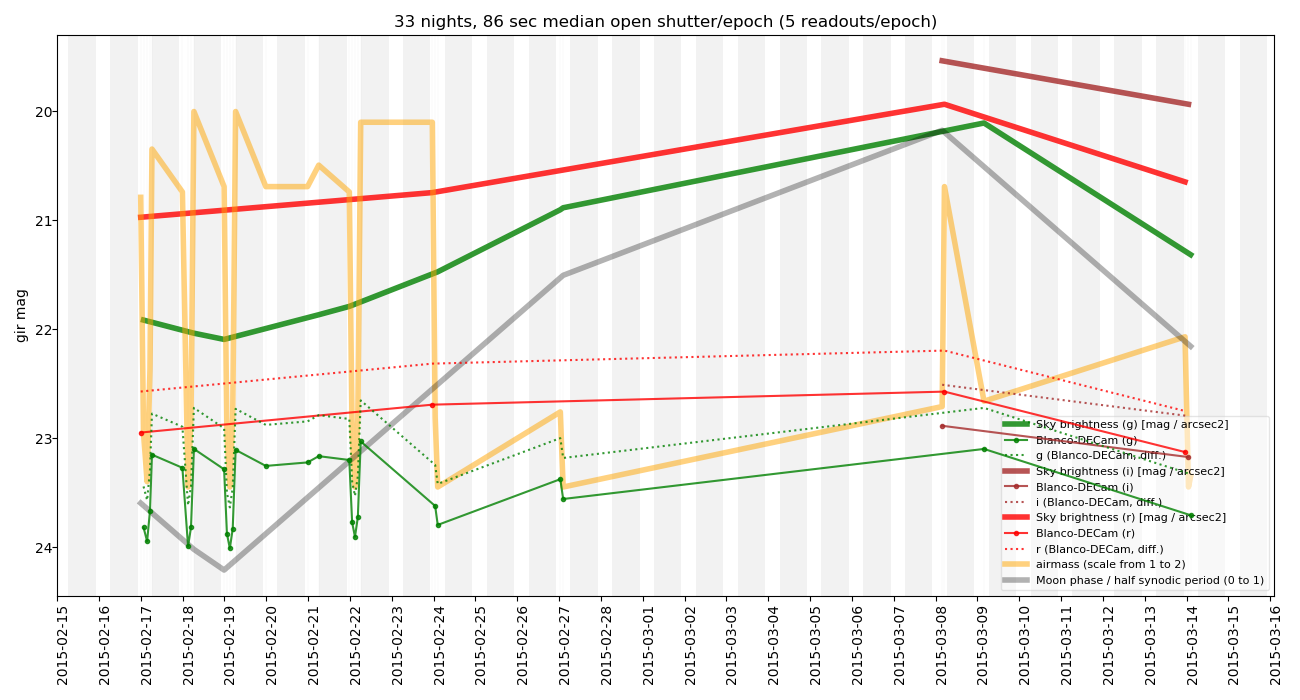 33 nights, 86 sec median open shutter/epoch (5 readouts/epoch)
gir mag
20
21
22
23
24
Sky brightness (g) [mag / arcsec2]
Blanco-DECam (g)
g (Blanco-DECam, diff.)
Sky brightness (i) [mag / arcsec2]
Blanco-DECam (i)
i (Blanco-DECam, diff.)
Sky brightness (r) [mag / arcsec2]
Blanco-DECam (r)
r (Blanco-DECam, diff.)
airmass (scale from 1 to 2)
Moon phase / half synodic period (0 to 1)
2015-02-15
2015-02-16
2015-02-17
2015-02-18
2015-02-19
2015-02-20
2015-02-21
2015-02-22
2015-02-23
2015-02-24
2015-02-25
2015-02-26
2015-02-27
2015-02-28
2015-03-01
2015-03-02
2015-03-03
2015-03-04
2015-03-05
2015-03-06
2015-03-07
2015-03-08
2015-03-09
2015-03-10
2015-03-11
2015-03-12
2015-03-13
2015-03-14
2015-03-15
2015-03-16